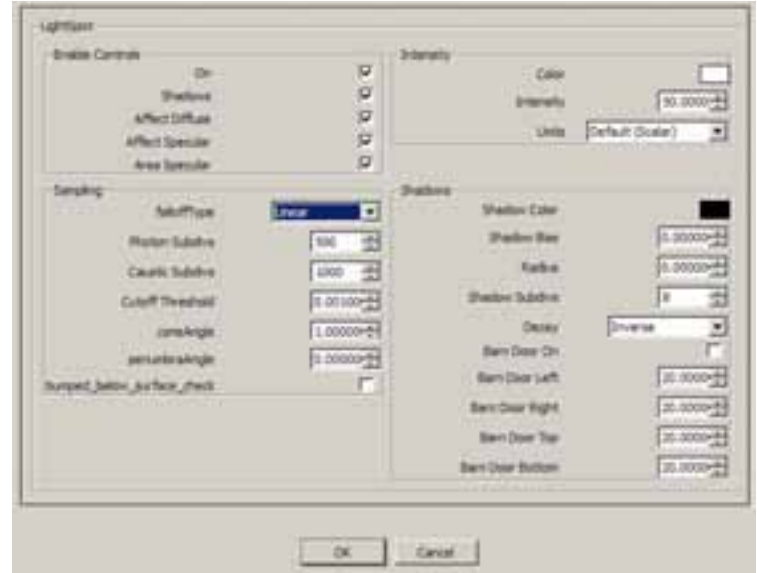 LightSpot
Enable Controls
On
Shadows
Affect Diffuse
Affect Specular
Area Specular
Intensity
Color
Intensity 50.0000
Units Default (Scalar)
Sampling
falloffType Linear
Photon Subdivs 500
Caustic Subdivs 1000
Cutoff Threshold 0.00100
coneAngle 1.00000
penumbraAngle 0.00000
bumped_below_surface_check
Shadows
Shadow Color
Shadow Bias 0.00000
Radius 0.00000
Shadow Subdivs 8
Decay Inverse
Barn Door On
Barn Door Left 20.0000
Barn Door Right 20.0000
Barn Door Top 20.0000
Barn Door Bottom 20.0000
OK Cancel